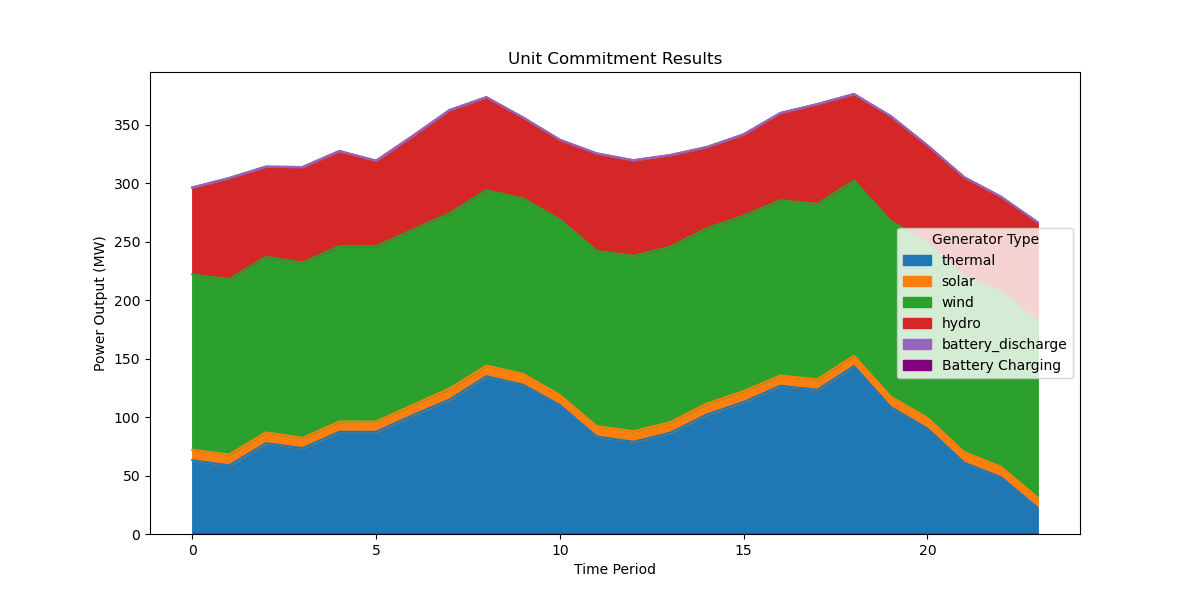 Unit Commitment Results
Power Output (MW)
350
300
250
200
150
100
50
0
0 5 10 15 20
Time Period
Generator Type
thermal
solar
wind
hydro
battery_discharge
Battery Charging